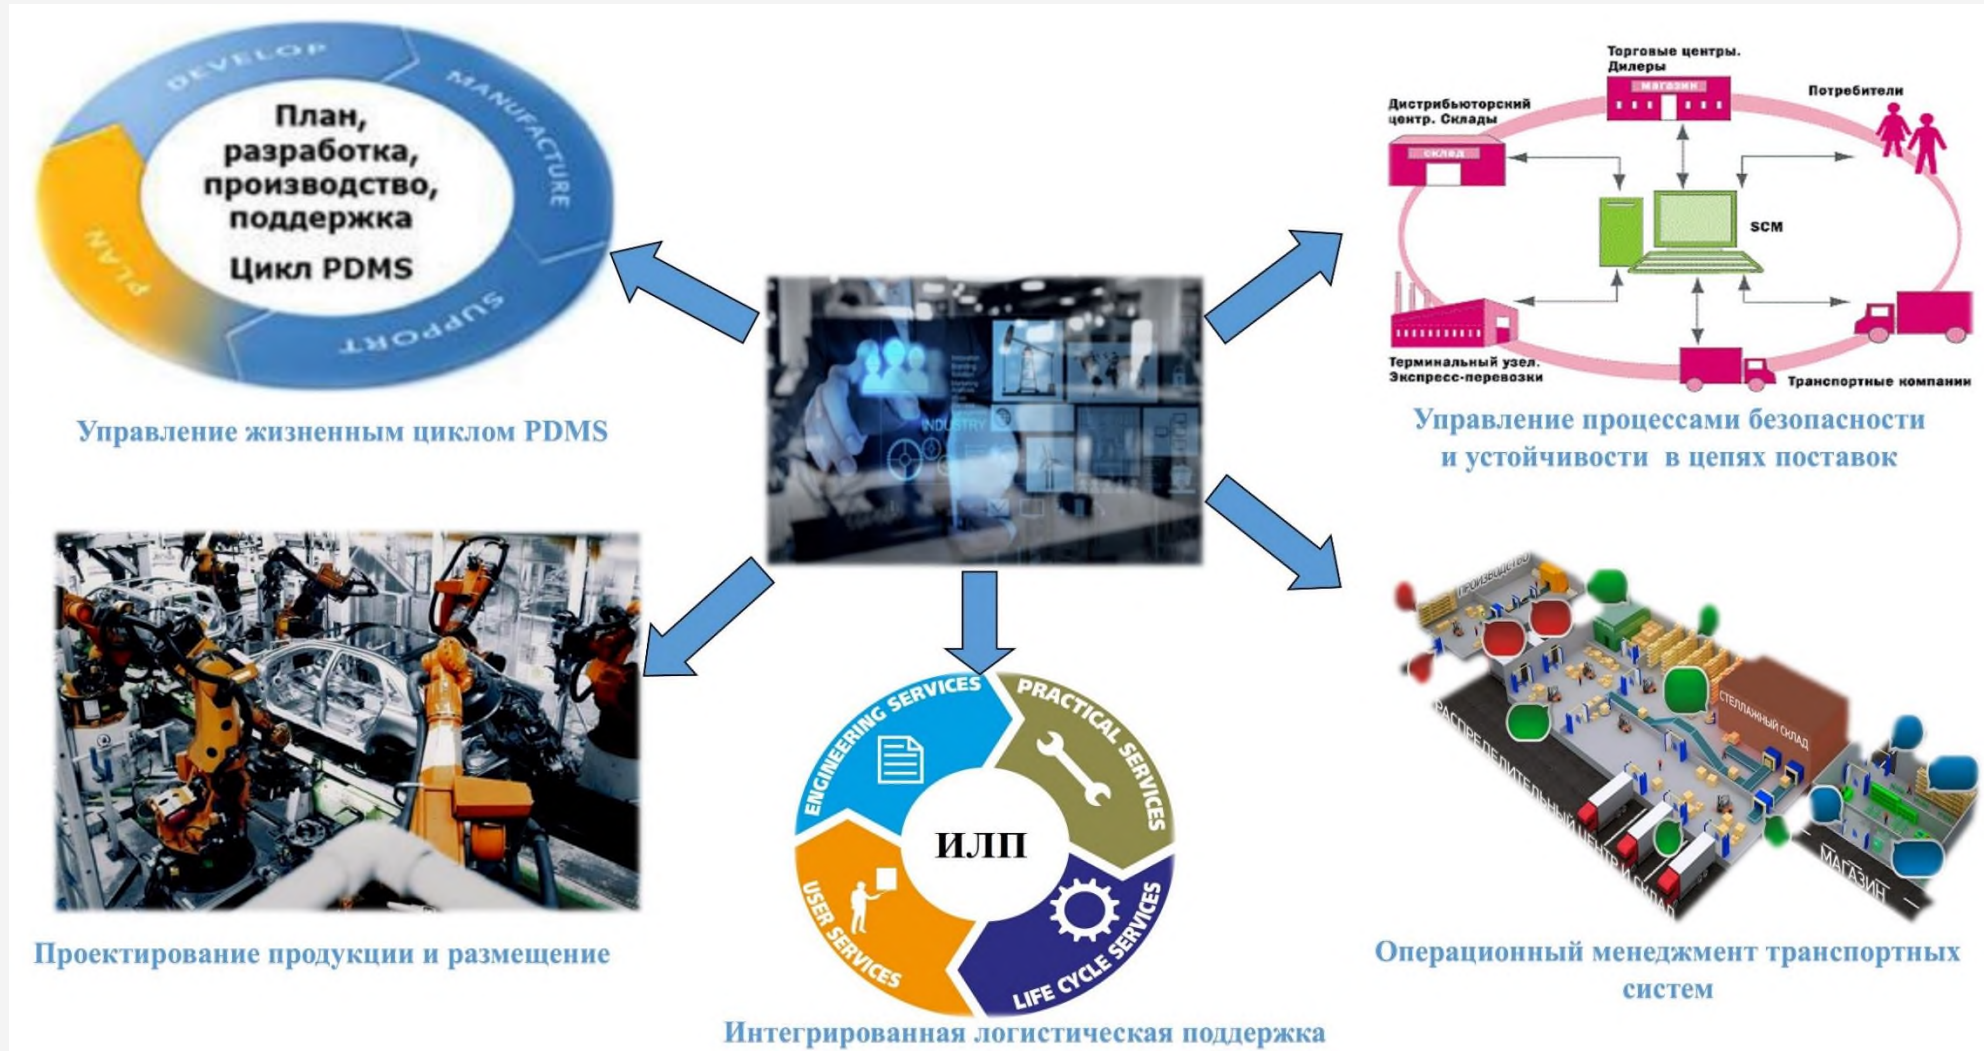 DEVELOP
MANUFACTURE
SUPPORT
PLAN
План,
разработка,
производство,
поддержка
Цикл PDMS
Управление жизненным циклом PDMS
Торговые центры.
Дилеры
магазин
Потребители
Дистрибьюторский
центр. Склады
склад
SCM
Терминальный узел.
Экспресс-перевозки
Транспортные компании
Управление процессами безопасности
и устойчивости в цепях поставок
INDUSTRY
Проектирование продукции и размещение
ENGINEERING SERVICES
PRACTICAL SERVICES
LIFE CYCLE SERVICES
USER SERVICES
ИЛП
Интегрированная логистическая поддержка
ПРОИЗВОДСТВО
СТЕЛЛАЖНЫЙ СКЛАД
РАСПРЕДЕЛИТЕЛЬНЫЙ ЦЕНТР И СКЛАД
МАГАЗИН
Операционный менеджмент транспортных
систем